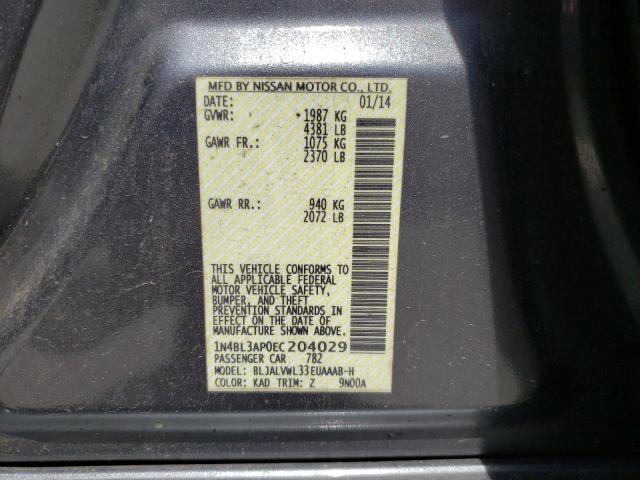 MFD BY NISSAN MOTOR CO., LTD.
DATE: 01/14
GVWR: 1987 KG
4381 LB
GAWR FR.: 1075 KG
2370 LB
GAWR RR.: 940 KG
2072 LB
THIS VEHICLE CONFORMS TO
ALL APPLICABLE FEDERAL
MOTOR VEHICLE SAFETY,
BUMPER, AND THEFT
PREVENTION STANDARDS IN
EFFECT ON THE DATE OF
MANUFACTURE SHOWN ABOVE.
1N4BL3AP0EC204029
PASSENGER CAR 782
MODEL: BLJALVWL33EUAAAB-H
COLOR: KAD TRIM: Z 9N00A